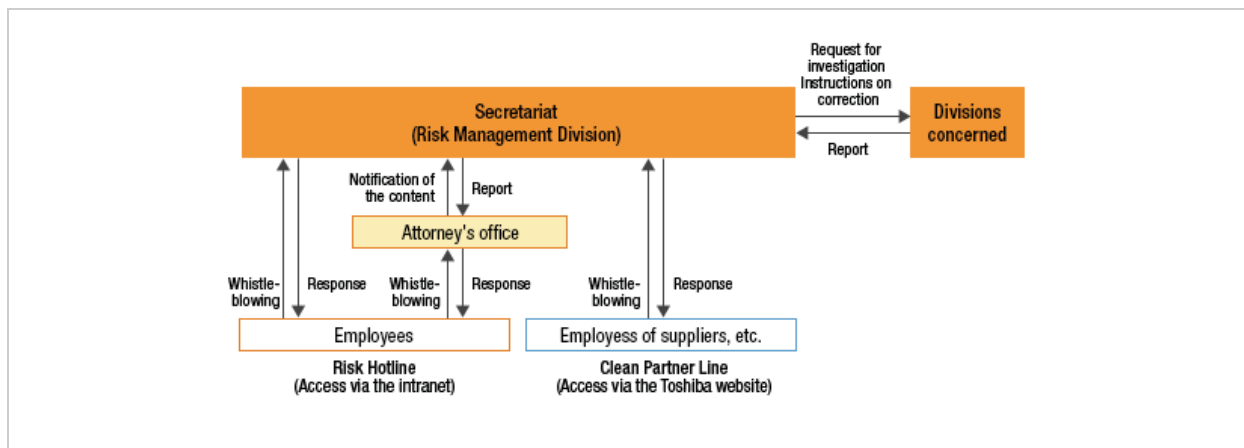 Request for
investigation
Instructions on
correction
Secretariat
(Risk Management Division)
Divisions
concerned
Report
Notification of
the content
Report
Attorney's office
Whistle-
blowing
Response
Whistle-
blowing
Response
Whistle-
blowing
Response
Employees
Employess of suppliers, etc.
Risk Hotline
(Access via the intranet)
Clean Partner Line
(Access via the Toshiba website)